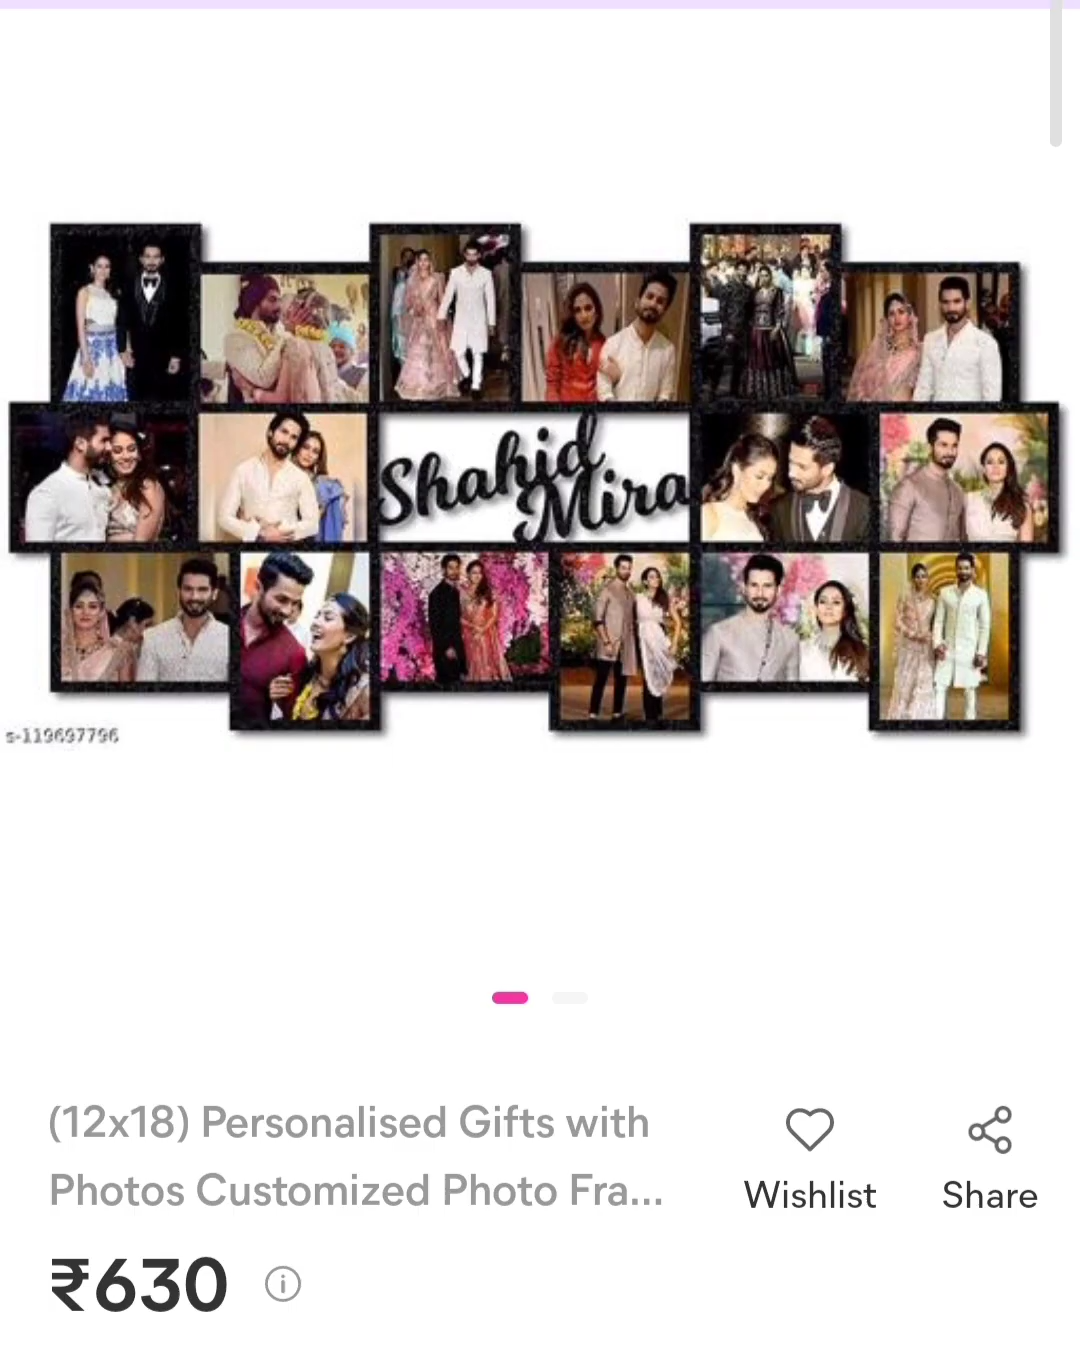 Shahid
Mira
s-119697796
(12x18) Personalised Gifts with
Photos Customized Photo Fra...
Wishlist
Share
₹630